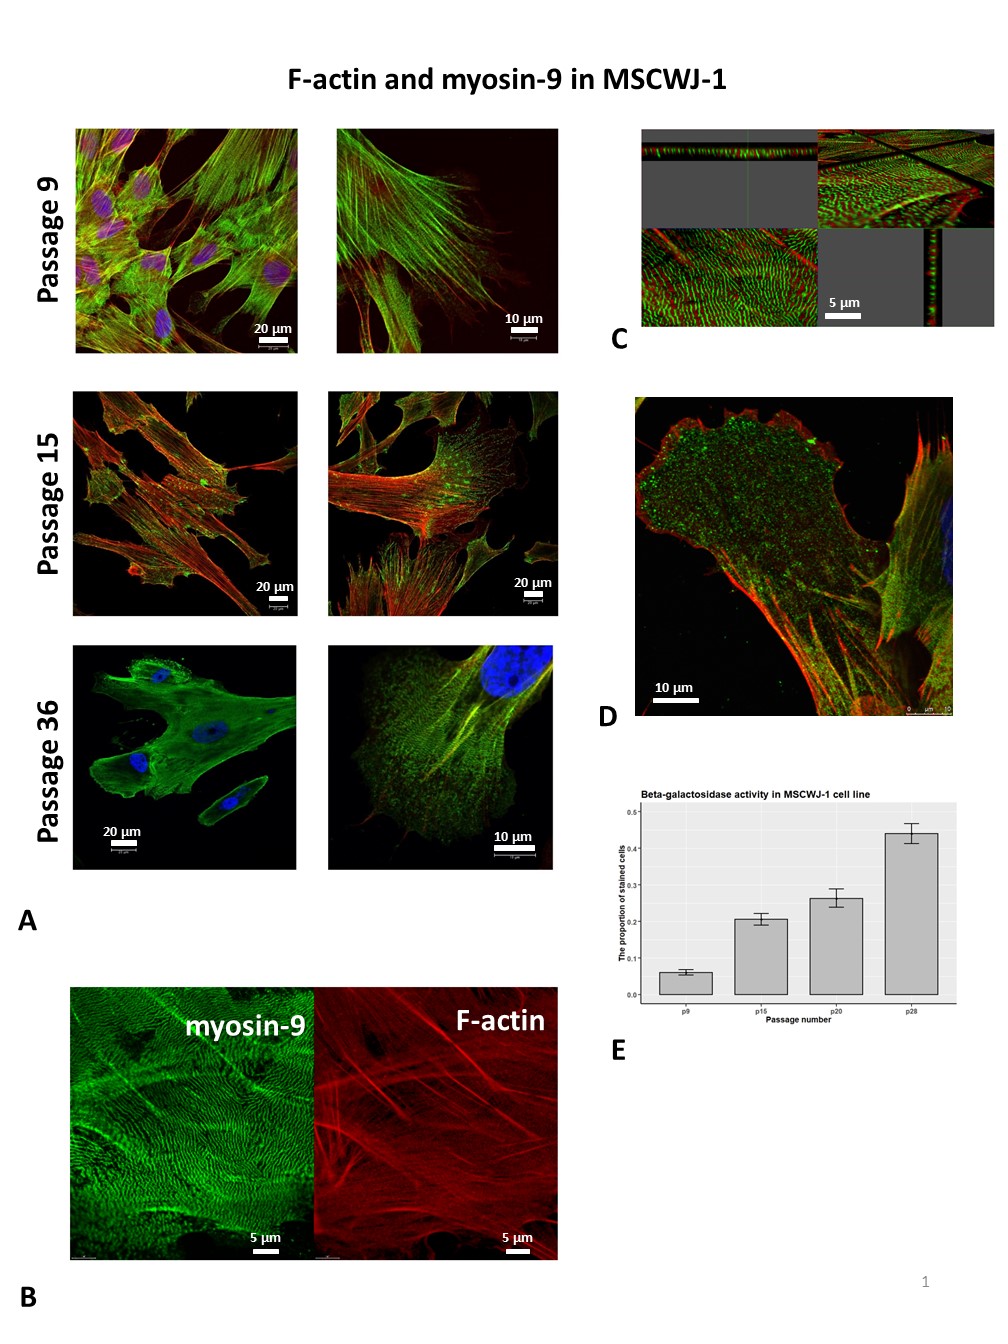 F-actin and myosin-9 in MSCWJ-1
Passage 9
20 µm
10 µm
Passage 15
20 µm
20 µm
Passage 36
20 µm
10 µm
A
myosin-9
F-actin
5 µm
5 µm
B
5 µm
C
10 µm
0 µm 10
D
Beta-galactosidase activity in MSCWJ-1 cell line
The proportion of stained cells
0.5
0.4
0.3
0.2
0.1
0.0
p9 p15 p20 p28
Passage number
E
1